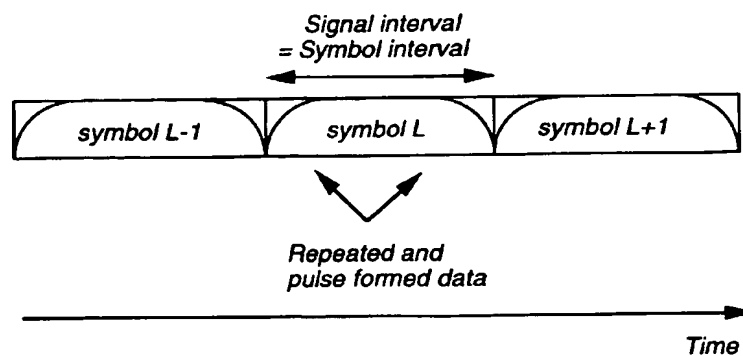 Signal interval
= Symbol interval
symbol L-1
symbol L
symbol L+1
Repeated and
pulse formed data
Time